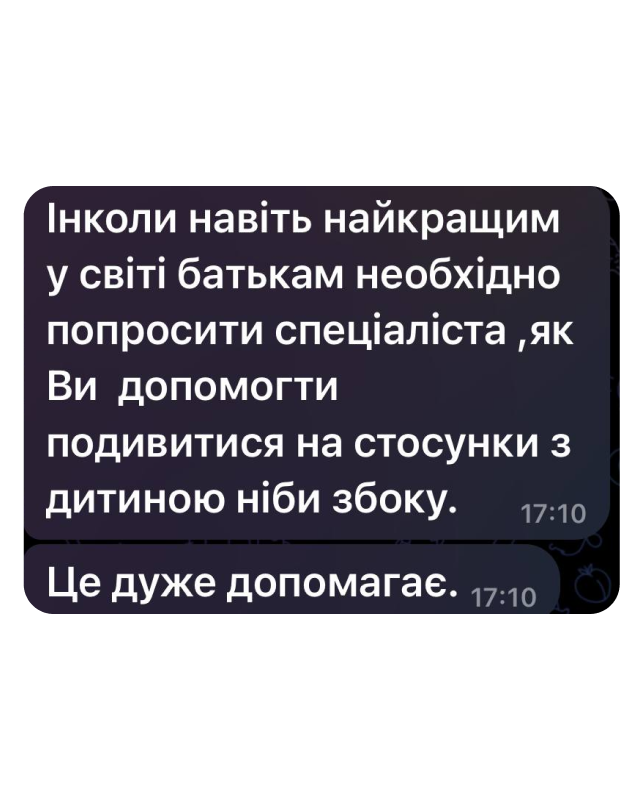 Інколи навіть найкращим
у світі батькам необхідно
попросити спеціаліста ,як
Ви  допомогти
подивитися на стосунки з
дитиною ніби збоку.
17:10
Це дуже допомагає.
17:10